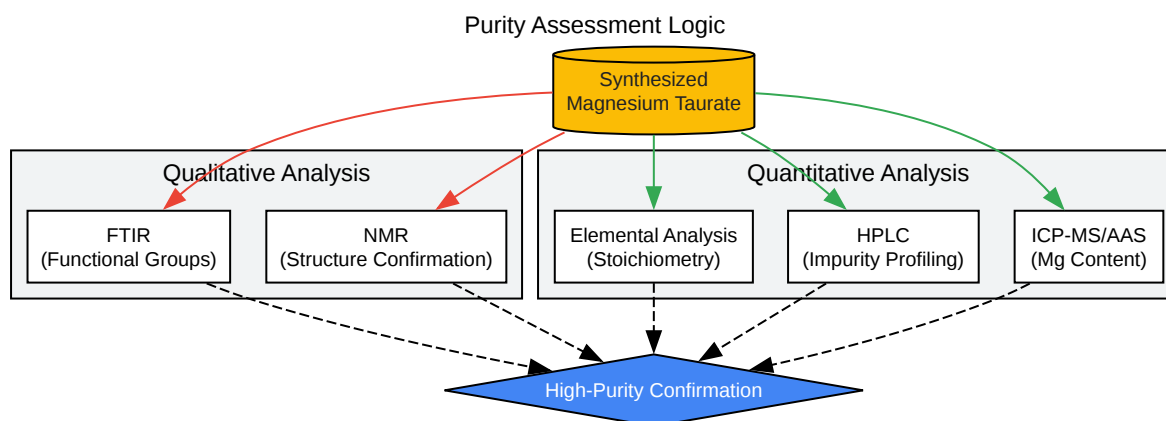 Purity Assessment Logic
Synthesized
Magnesium Taurate
Qualitative Analysis
Quantitative Analysis
FTIR
(Functional Groups)
NMR
(Structure Confirmation)
Elemental Analysis
(Stoichiometry)
HPLC
(Impurity Profiling)
ICP-MS/AAS
(Mg Content)
High-Purity Confirmation